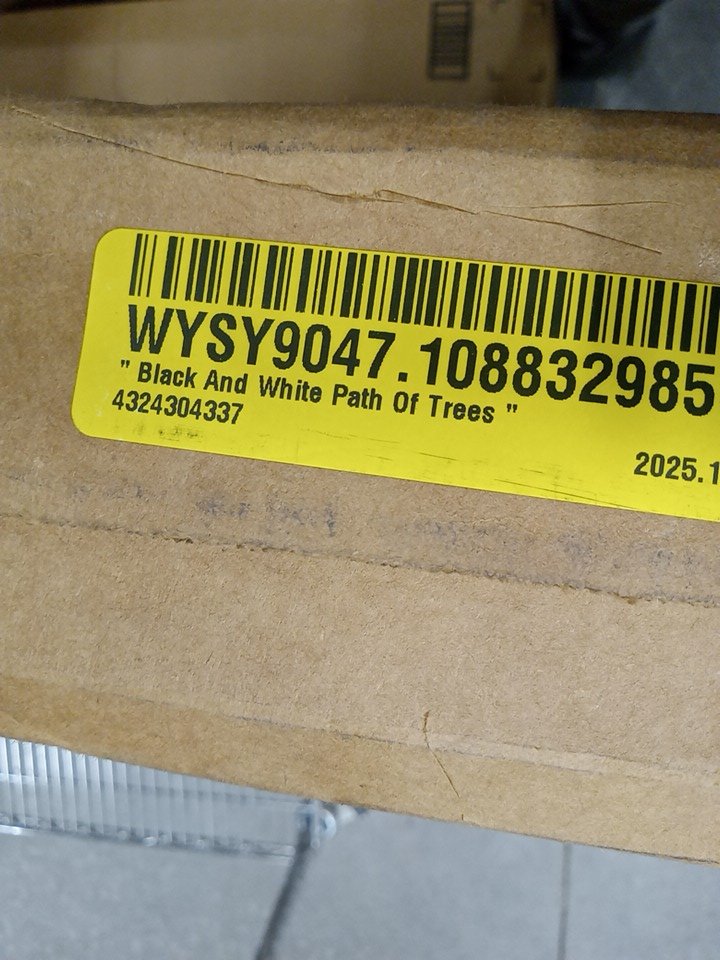 WYSY9047.108832985
" Black And White Path Of Trees "
4324304337
2025.1